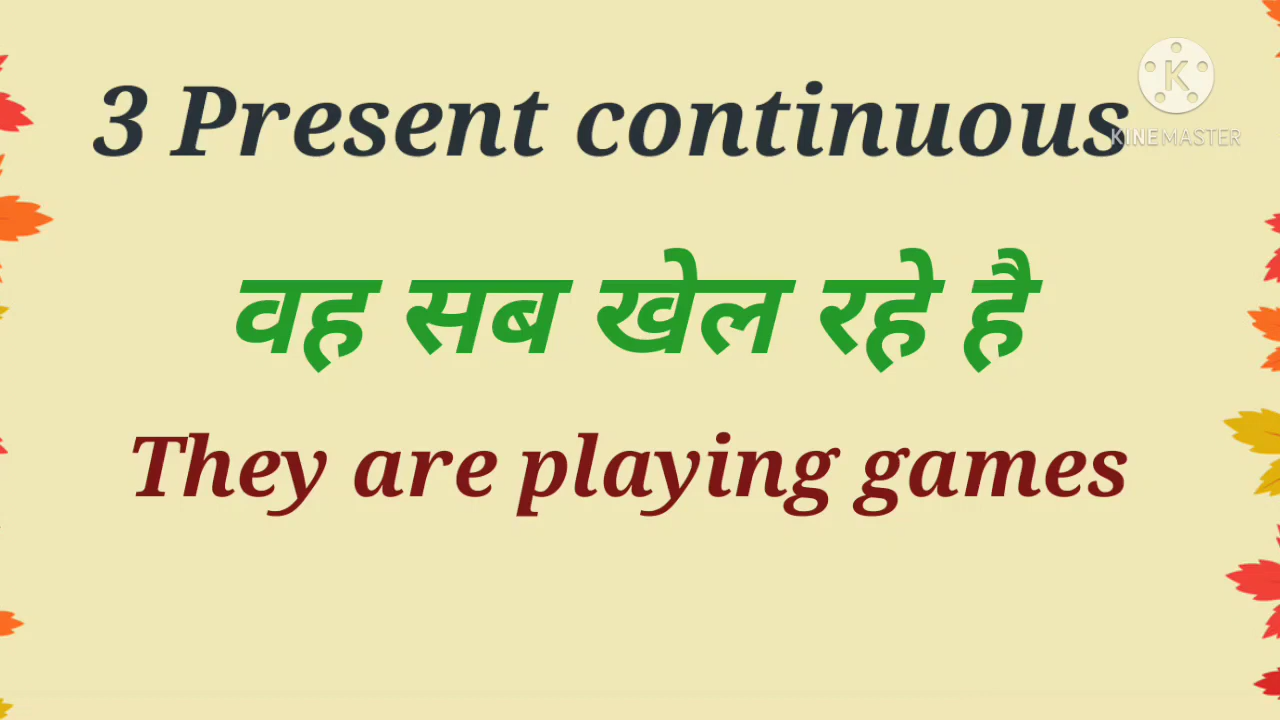 3 Present continuous
KINEMASTER
वह सब खेल रहे है
They are playing games